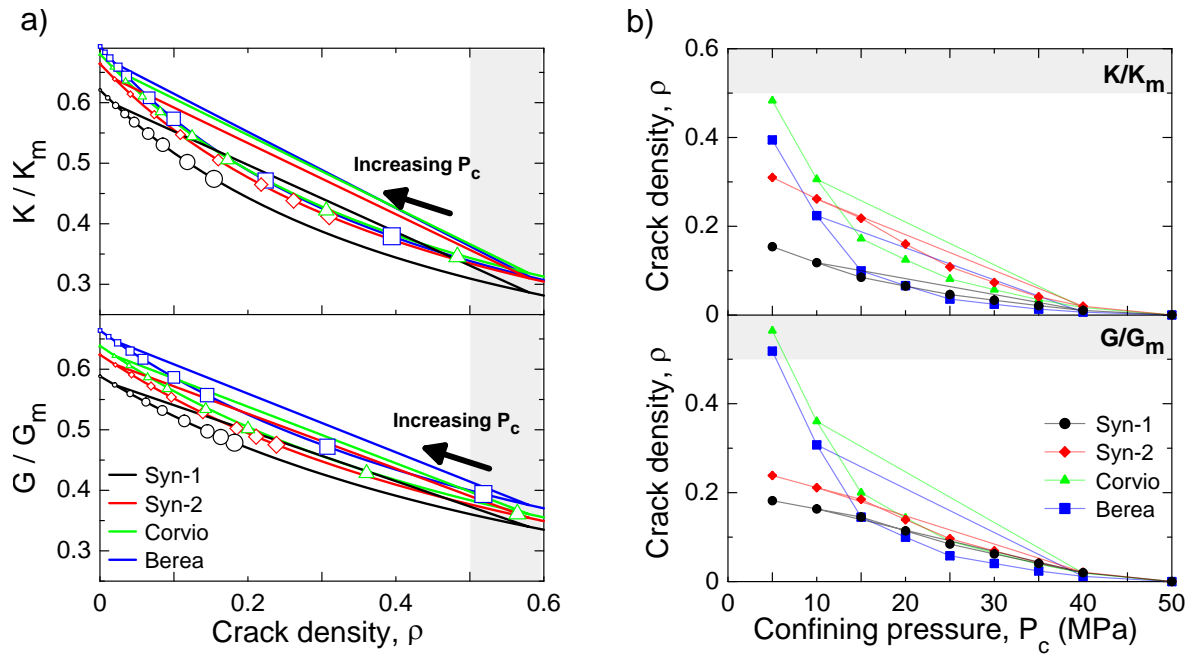 a)
K / K_m
0.6
0.5
0.4
0.3
Increasing P_c
G / G_m
0.6
0.5
0.4
0.3
Increasing P_c
Syn-1
Syn-2
Corvio
Berea
0 0.2 0.4 0.6
Crack density, ρ
b)
Crack density, ρ
0.6
0.4
0.2
0
K/K_m
Crack density, ρ
0.4
0.2
0
G/G_m
Syn-1
Syn-2
Corvio
Berea
0 10 20 30 40 50
Confining pressure, P_c (MPa)